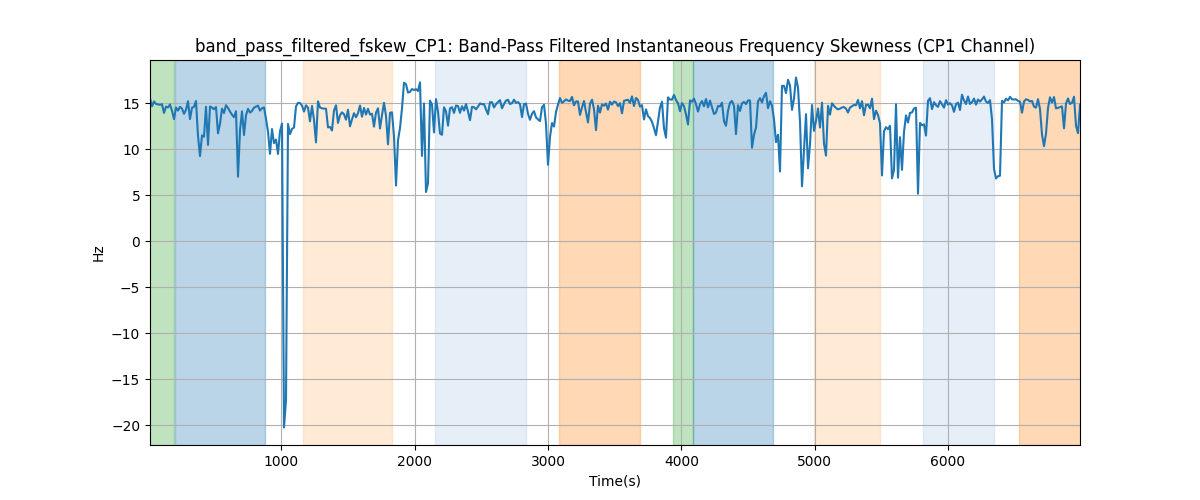 band_pass_filtered_fskew_CP1: Band-Pass Filtered Instantaneous Frequency Skewness (CP1 Channel)
15
10
5
0
−5
−10
−15
−20
Hz
1000 2000 3000 4000 5000 6000
Time(s)